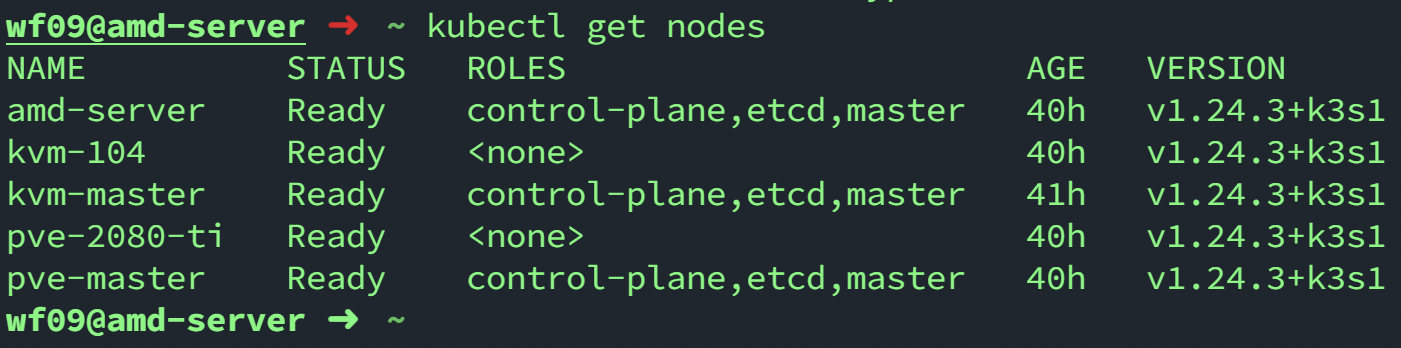 wf09@amd-server ➜ ~ kubectl get nodes
NAME STATUS ROLES AGE VERSION
amd-server Ready control-plane,etcd,master 40h v1.24.3+k3s1
kvm-104 Ready <none> 40h v1.24.3+k3s1
kvm-master Ready control-plane,etcd,master 41h v1.24.3+k3s1
pve-2080-ti Ready <none> 40h v1.24.3+k3s1
pve-master Ready control-plane,etcd,master 40h v1.24.3+k3s1
wf09@amd-server ➜ ~